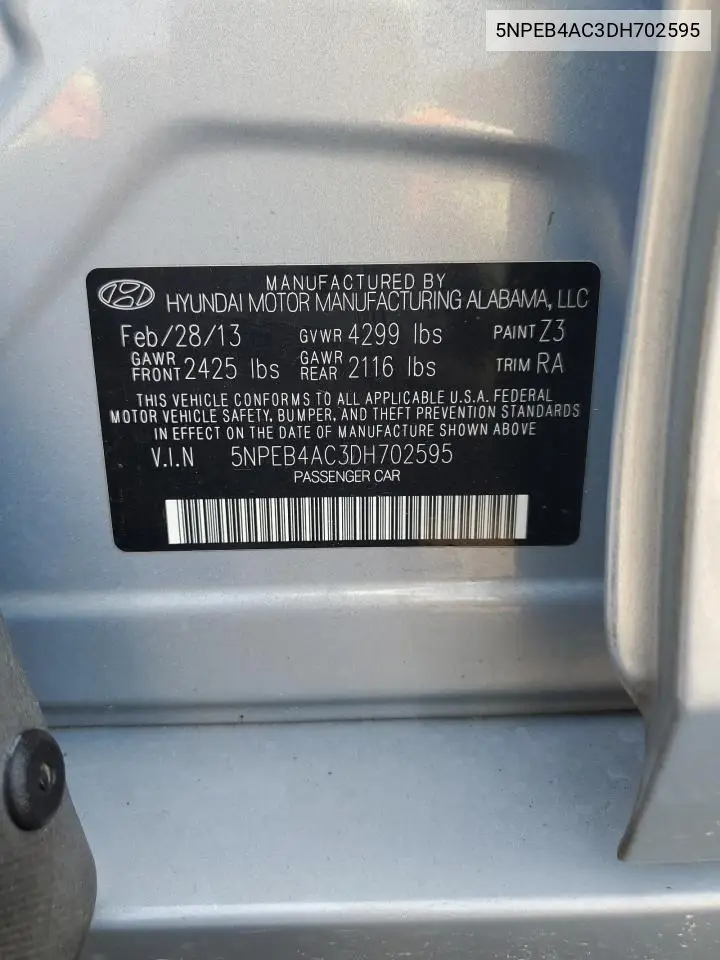 5NPEB4AC3DH702595
MANUFACTURED BY
HYUNDAI MOTOR MANUFACTURING ALABAMA, LLC
Feb/28/13 GVWR 4299 lbs PAINT Z3
GAWR FRONT 2425 lbs GAWR REAR 2116 lbs TRIM RA
THIS VEHICLE CONFORMS TO ALL APPLICABLE U.S.A. FEDERAL
MOTOR VEHICLE SAFETY, BUMPER, AND THEFT PREVENTION STANDARDS
IN EFFECT ON THE DATE OF MANUFACTURE SHOWN ABOVE
V.I.N 5NPEB4AC3DH702595
PASSENGER CAR